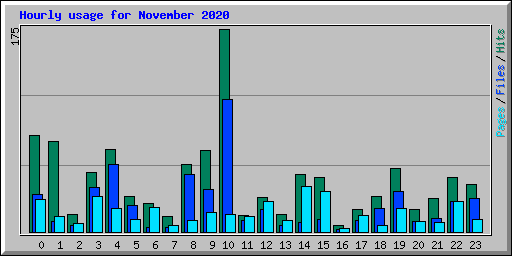 Hourly usage for November 2020
175
Pages/Files/Hits
0 1 2 3 4 5 6 7 8 9 10 11 12 13 14 15 16 17 18 19 20 21 22 23